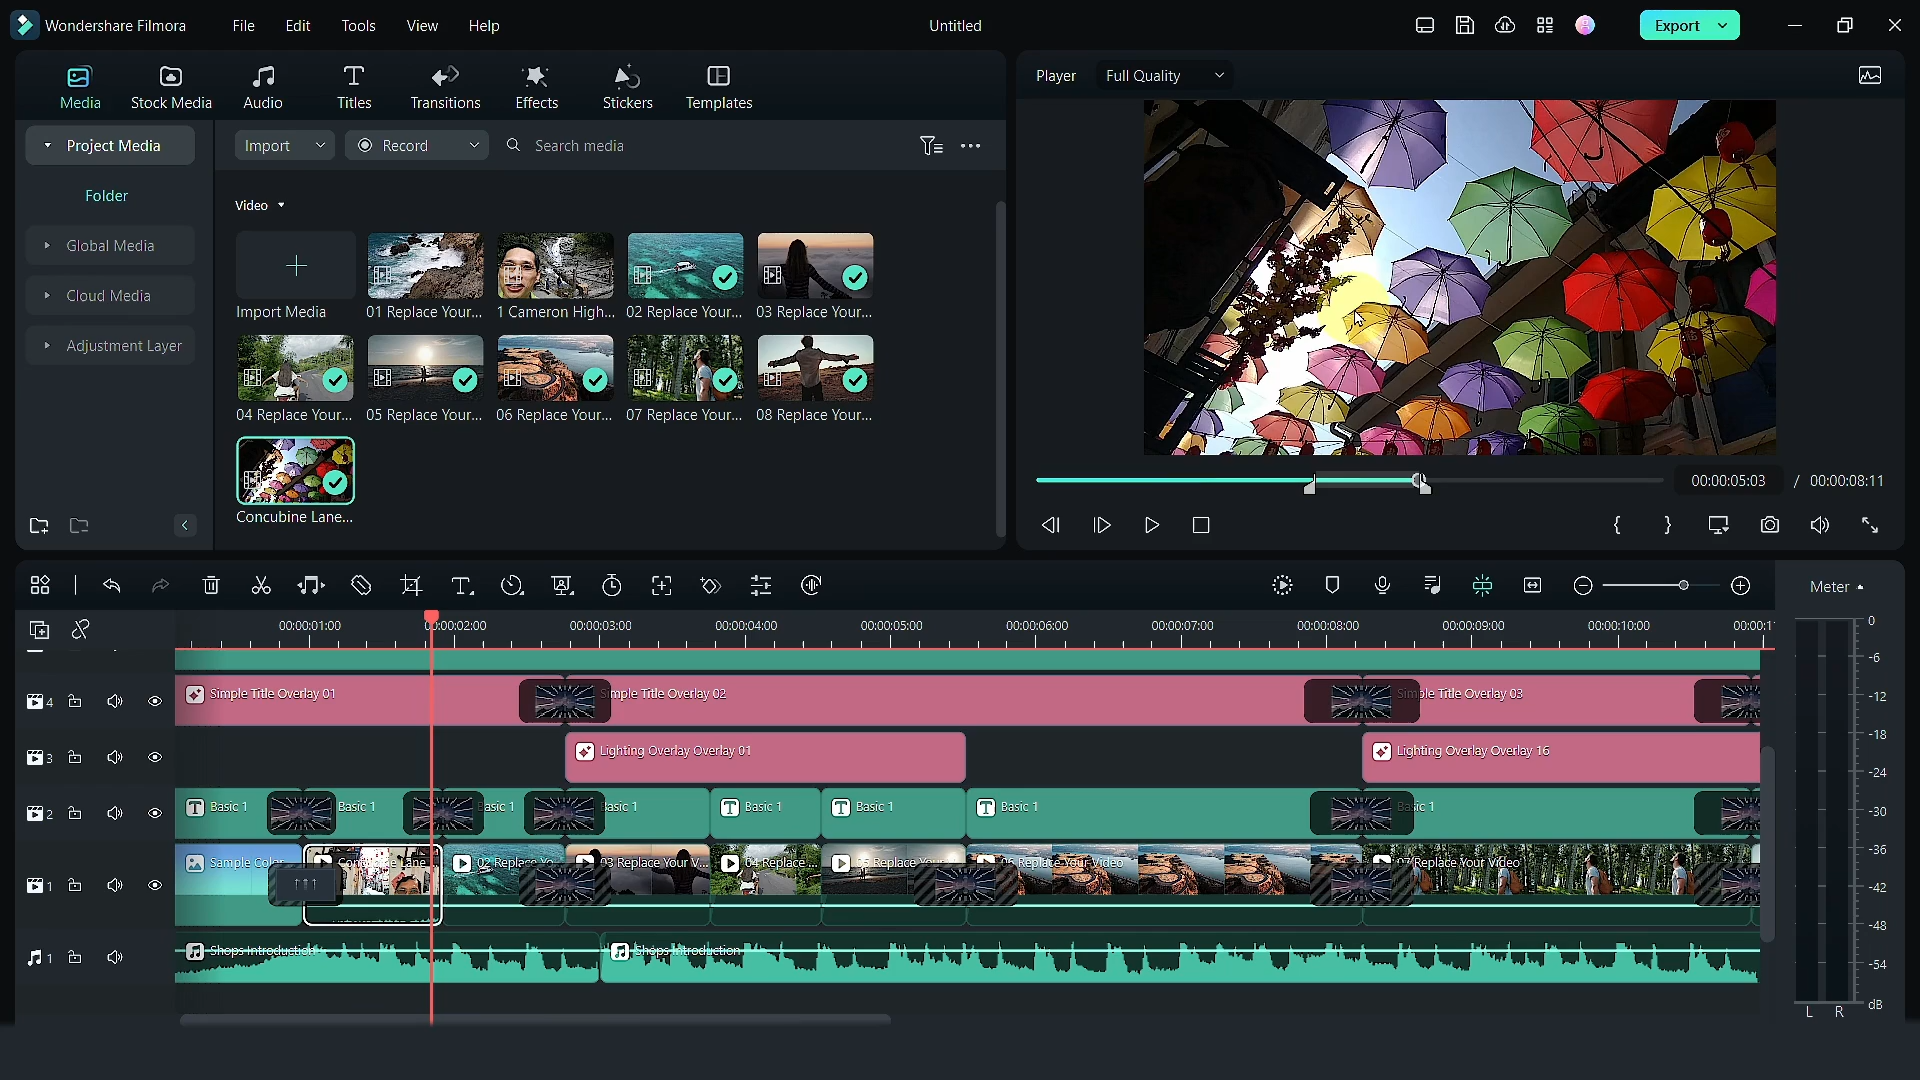 Wondershare Filmora
File
Edit
Tools
View
Help
Untitled
Export
Media
Stock Media
Audio
Titles
Transitions
Effects
Stickers
Templates
Player
Full Quality
Project Media
Import
Record
Search media
Folder
Global Media
Cloud Media
Adjustment Layer
Video
Import Media
01 Replace Your...
1 Cameron High...
02 Replace Your...
03 Replace Your...
04 Replace Your...
05 Replace Your...
06 Replace Your...
07 Replace Your...
08 Replace Your...
Concubine Lane...
00:00:05:03 / 00:00:08:11
Meter
00:00:01:00
00:00:02:00
00:00:03:00
00:00:04:00
00:00:05:00
00:00:06:00
00:00:07:00
00:00:08:00
00:00:09:00
00:00:10:00
4
Simple Title Overlay 01
Simple Title Overlay 02
Title Overlay 03
3
Lighting Overlay Overlay 01
Lighting Overlay Overlay 16
2
Basic 1
Basic 1
Basic 1
Basic 1
Basic 1
Basic 1
Basic 1
Basic 1
1
Sample Color
Lane
02 Replace Yo
03 Replace Your V
04 Replace...
06 Replace Your Video
07 Replace Your Video
1
Shops Introduction
Shops Introduction
0
-6
-12
-18
-24
-30
-36
-42
-48
-54
dB
L R